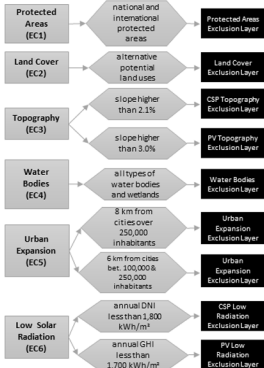 Protected
Areas
(EC1)
national and
international
protected
areas
Protected Areas
Exclusion Layer
Land Cover
(EC2)
alternative
potential
land uses
Land Cover
Exclusion Layer
Topography
(EC3)
slope higher
than 2.1%
CSP Topography
Exclusion Layer
slope higher
than 3.0%
PV Topography
Exclusion Layer
Water
Bodies
(EC4)
all types of
water bodies
and wetlands
Water Bodies
Exclusion Layer
Urban
Expansion
(EC5)
8 km from
cities over
250,000
inhabitants
Urban
Expansion
Exclusion Layer
6 km from cities
bet. 100,000 &
250,000
inhabitants
Urban
Expansion
Exclusion Layer
Low Solar
Radiation
(EC6)
annual DNI
less than 1,800
kWh/m²
CSP Low
Radiation
Exclusion Layer
annual GHI
less than
1,700 kWh/m²
PV Low
Radiation
Exclusion Layer